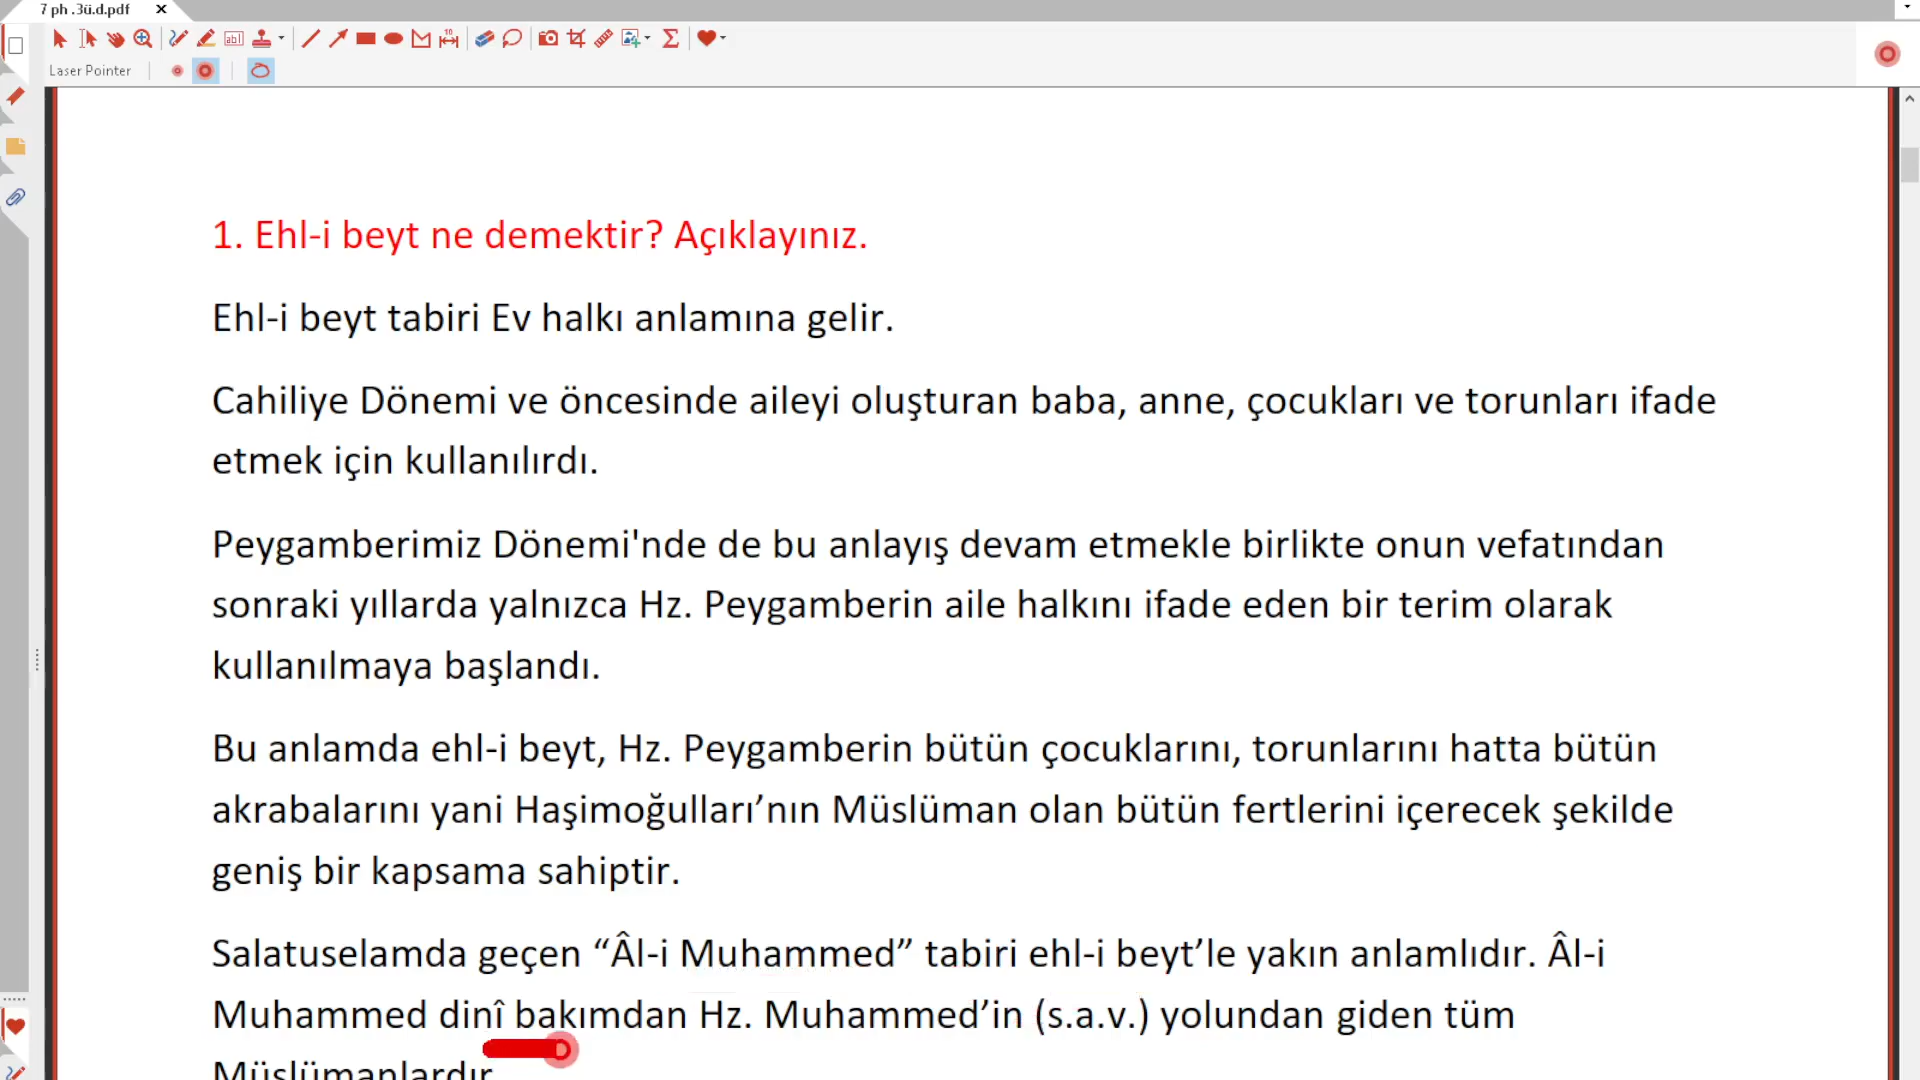 7 ph .3ü.d.pdf
Laser Pointer
1. Ehl-i beyt ne demektir? Açıklayınız.
Ehl-i beyt tabiri Ev halkı anlamına gelir.
Cahiliye Dönemi ve öncesinde aileyi oluşturan baba, anne, çocukları ve torunları ifade
etmek için kullanılırdı.
Peygamberimiz Dönemi'nde de bu anlayış devam etmekle birlikte onun vefatından
sonraki yıllarda yalnızca Hz. Peygamberin aile halkını ifade eden bir terim olarak
kullanılmaya başlandı.
Bu anlamda ehl-i beyt, Hz. Peygamberin bütün çocuklarını, torunlarını hatta bütün
akrabalarını yani Haşimoğulları’nın Müslüman olan bütün fertlerini içerecek şekilde
geniş bir kapsama sahiptir.
Salatuselamda geçen “Âl-i Muhammed” tabiri ehl-i beyt’le yakın anlamlıdır. Âl-i
Muhammed dinî bakımdan Hz. Muhammed’in (s.a.v.) yolundan giden tüm
Müslümanlardır.